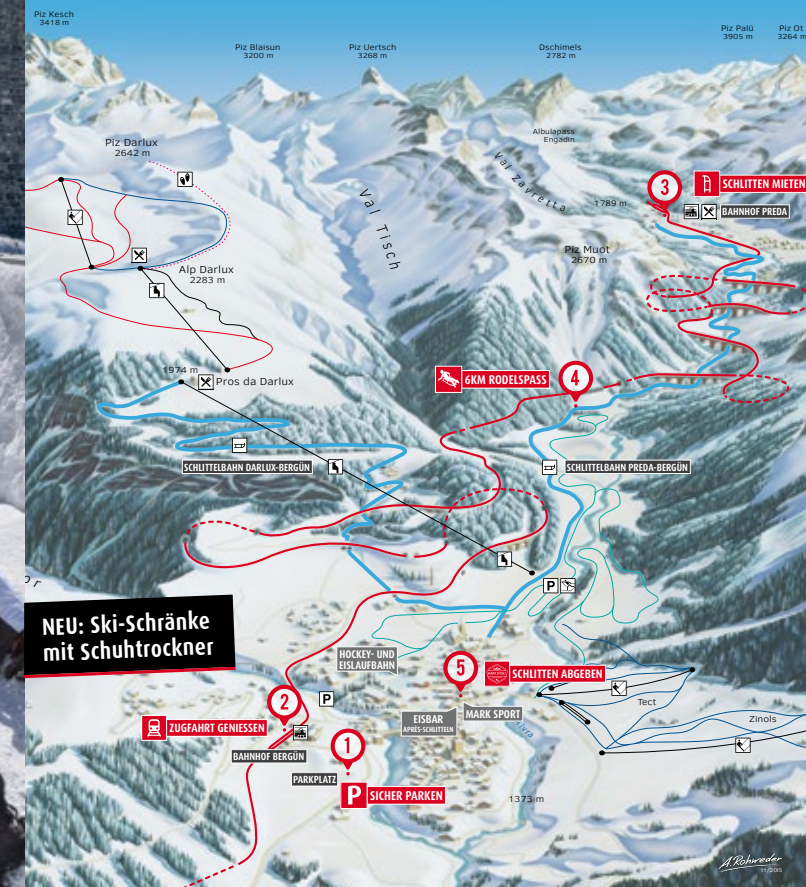 Piz Kesch
3418 m
Piz Blaisun
3200 m
Piz Uertsch
3268 m
Dschimels
2782 m
Piz Palü
3905 m
Piz Ot
3264 m
Piz Darlux
2642 m
Albulapass
Engadin
Val Zavretta
Val Tisch
1789 m
3
SCHLITTEN MIETEN
BAHNHOF PREDA
Piz Muot
2670 m
Alp Darlux
2283 m
1974 m
Pros da Darlux
6KM RODELSPASS
4
SCHLITTELBAHN DARLUX-BERGÜN
SCHLITTELBAHN PREDA-BERGÜN
P
NEU: Ski-Schränke
mit Schuhtrockner
HOCKEY- UND
EISLAUFBAHN
5
SCHLITTEN ABGEBEN
P
2
ZUGFAHRT GENIESSEN
BAHNHOF BERGÜN
EISBAR
APRÈS-SCHLITTELN
MARK SPORT
Tect
Zinols
1
PARKPLATZ
P SICHER PARKEN
1373 m
A. Rohweder
11/2015